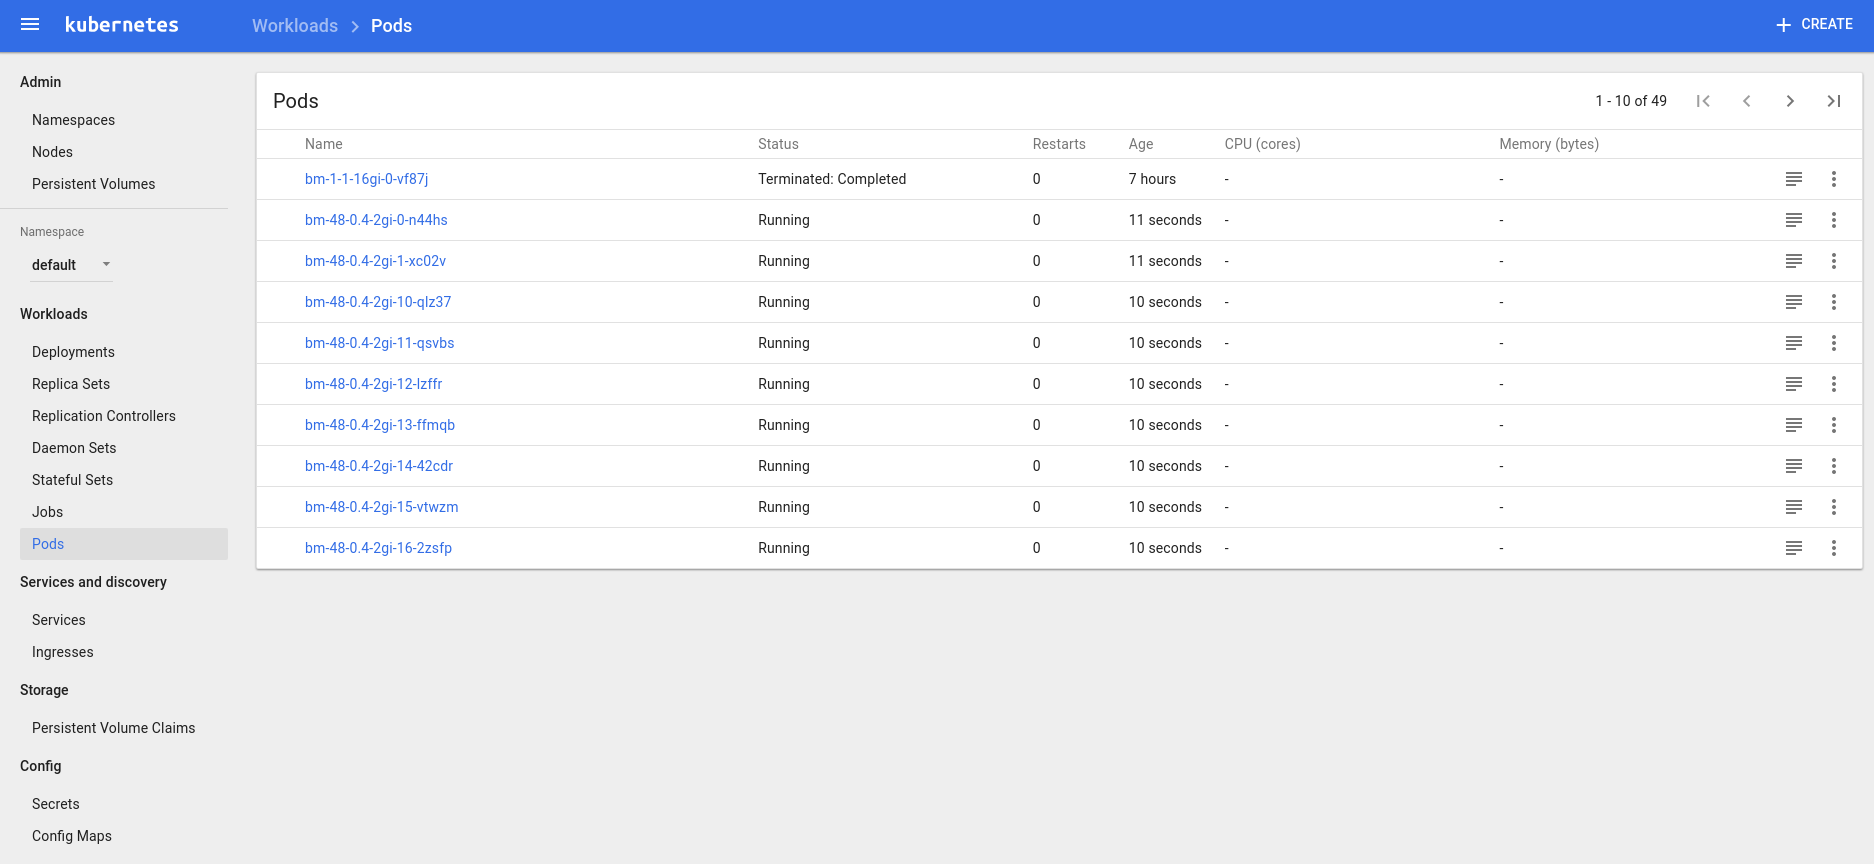 kubernetes
Workloads > Pods
+ CREATE
Admin
Namespaces
Nodes
Persistent Volumes
Namespace
default
Workloads
Deployments
Replica Sets
Replication Controllers
Daemon Sets
Stateful Sets
Jobs
Pods
Services and discovery
Services
Ingresses
Storage
Persistent Volume Claims
Config
Secrets
Config Maps
Pods 1 - 10 of 49
Name Status Restarts Age CPU (cores) Memory (bytes)
bm-1-1-16gi-0-vf87j Terminated: Completed 0 7 hours - -
bm-48-0.4-2gi-0-n44hs Running 0 11 seconds - -
bm-48-0.4-2gi-1-xc02v Running 0 11 seconds - -
bm-48-0.4-2gi-10-qlz37 Running 0 10 seconds - -
bm-48-0.4-2gi-11-qsvbs Running 0 10 seconds - -
bm-48-0.4-2gi-12-lzffr Running 0 10 seconds - -
bm-48-0.4-2gi-13-ffmqb Running 0 10 seconds - -
bm-48-0.4-2gi-14-42cdr Running 0 10 seconds - -
bm-48-0.4-2gi-15-vtwzm Running 0 10 seconds - -
bm-48-0.4-2gi-16-2zsfp Running 0 10 seconds - -